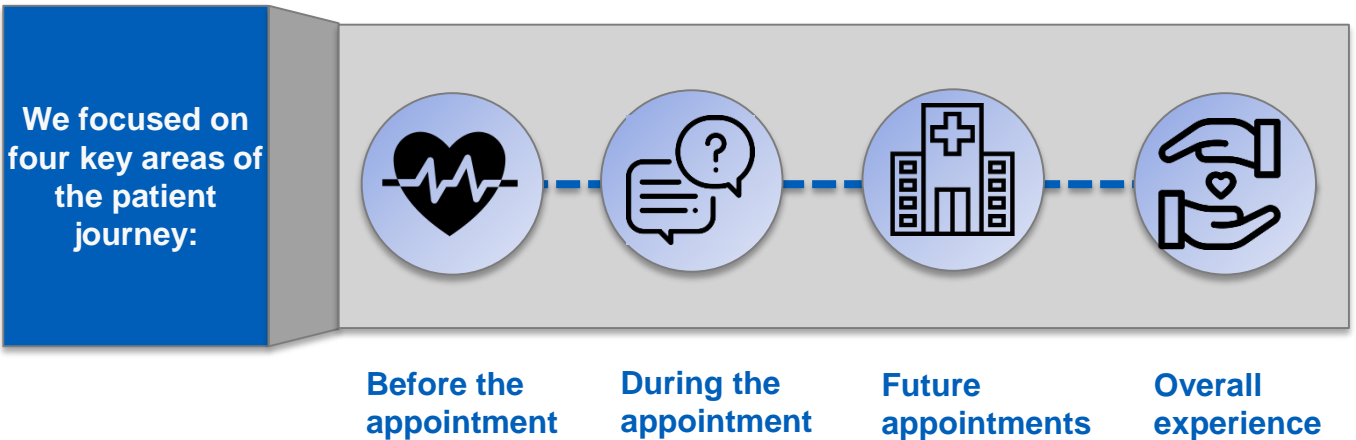 We focused on
four key areas of
the patient
journey:
?
Before the
appointment
During the
appointment
Future
appointments
Overall
experience